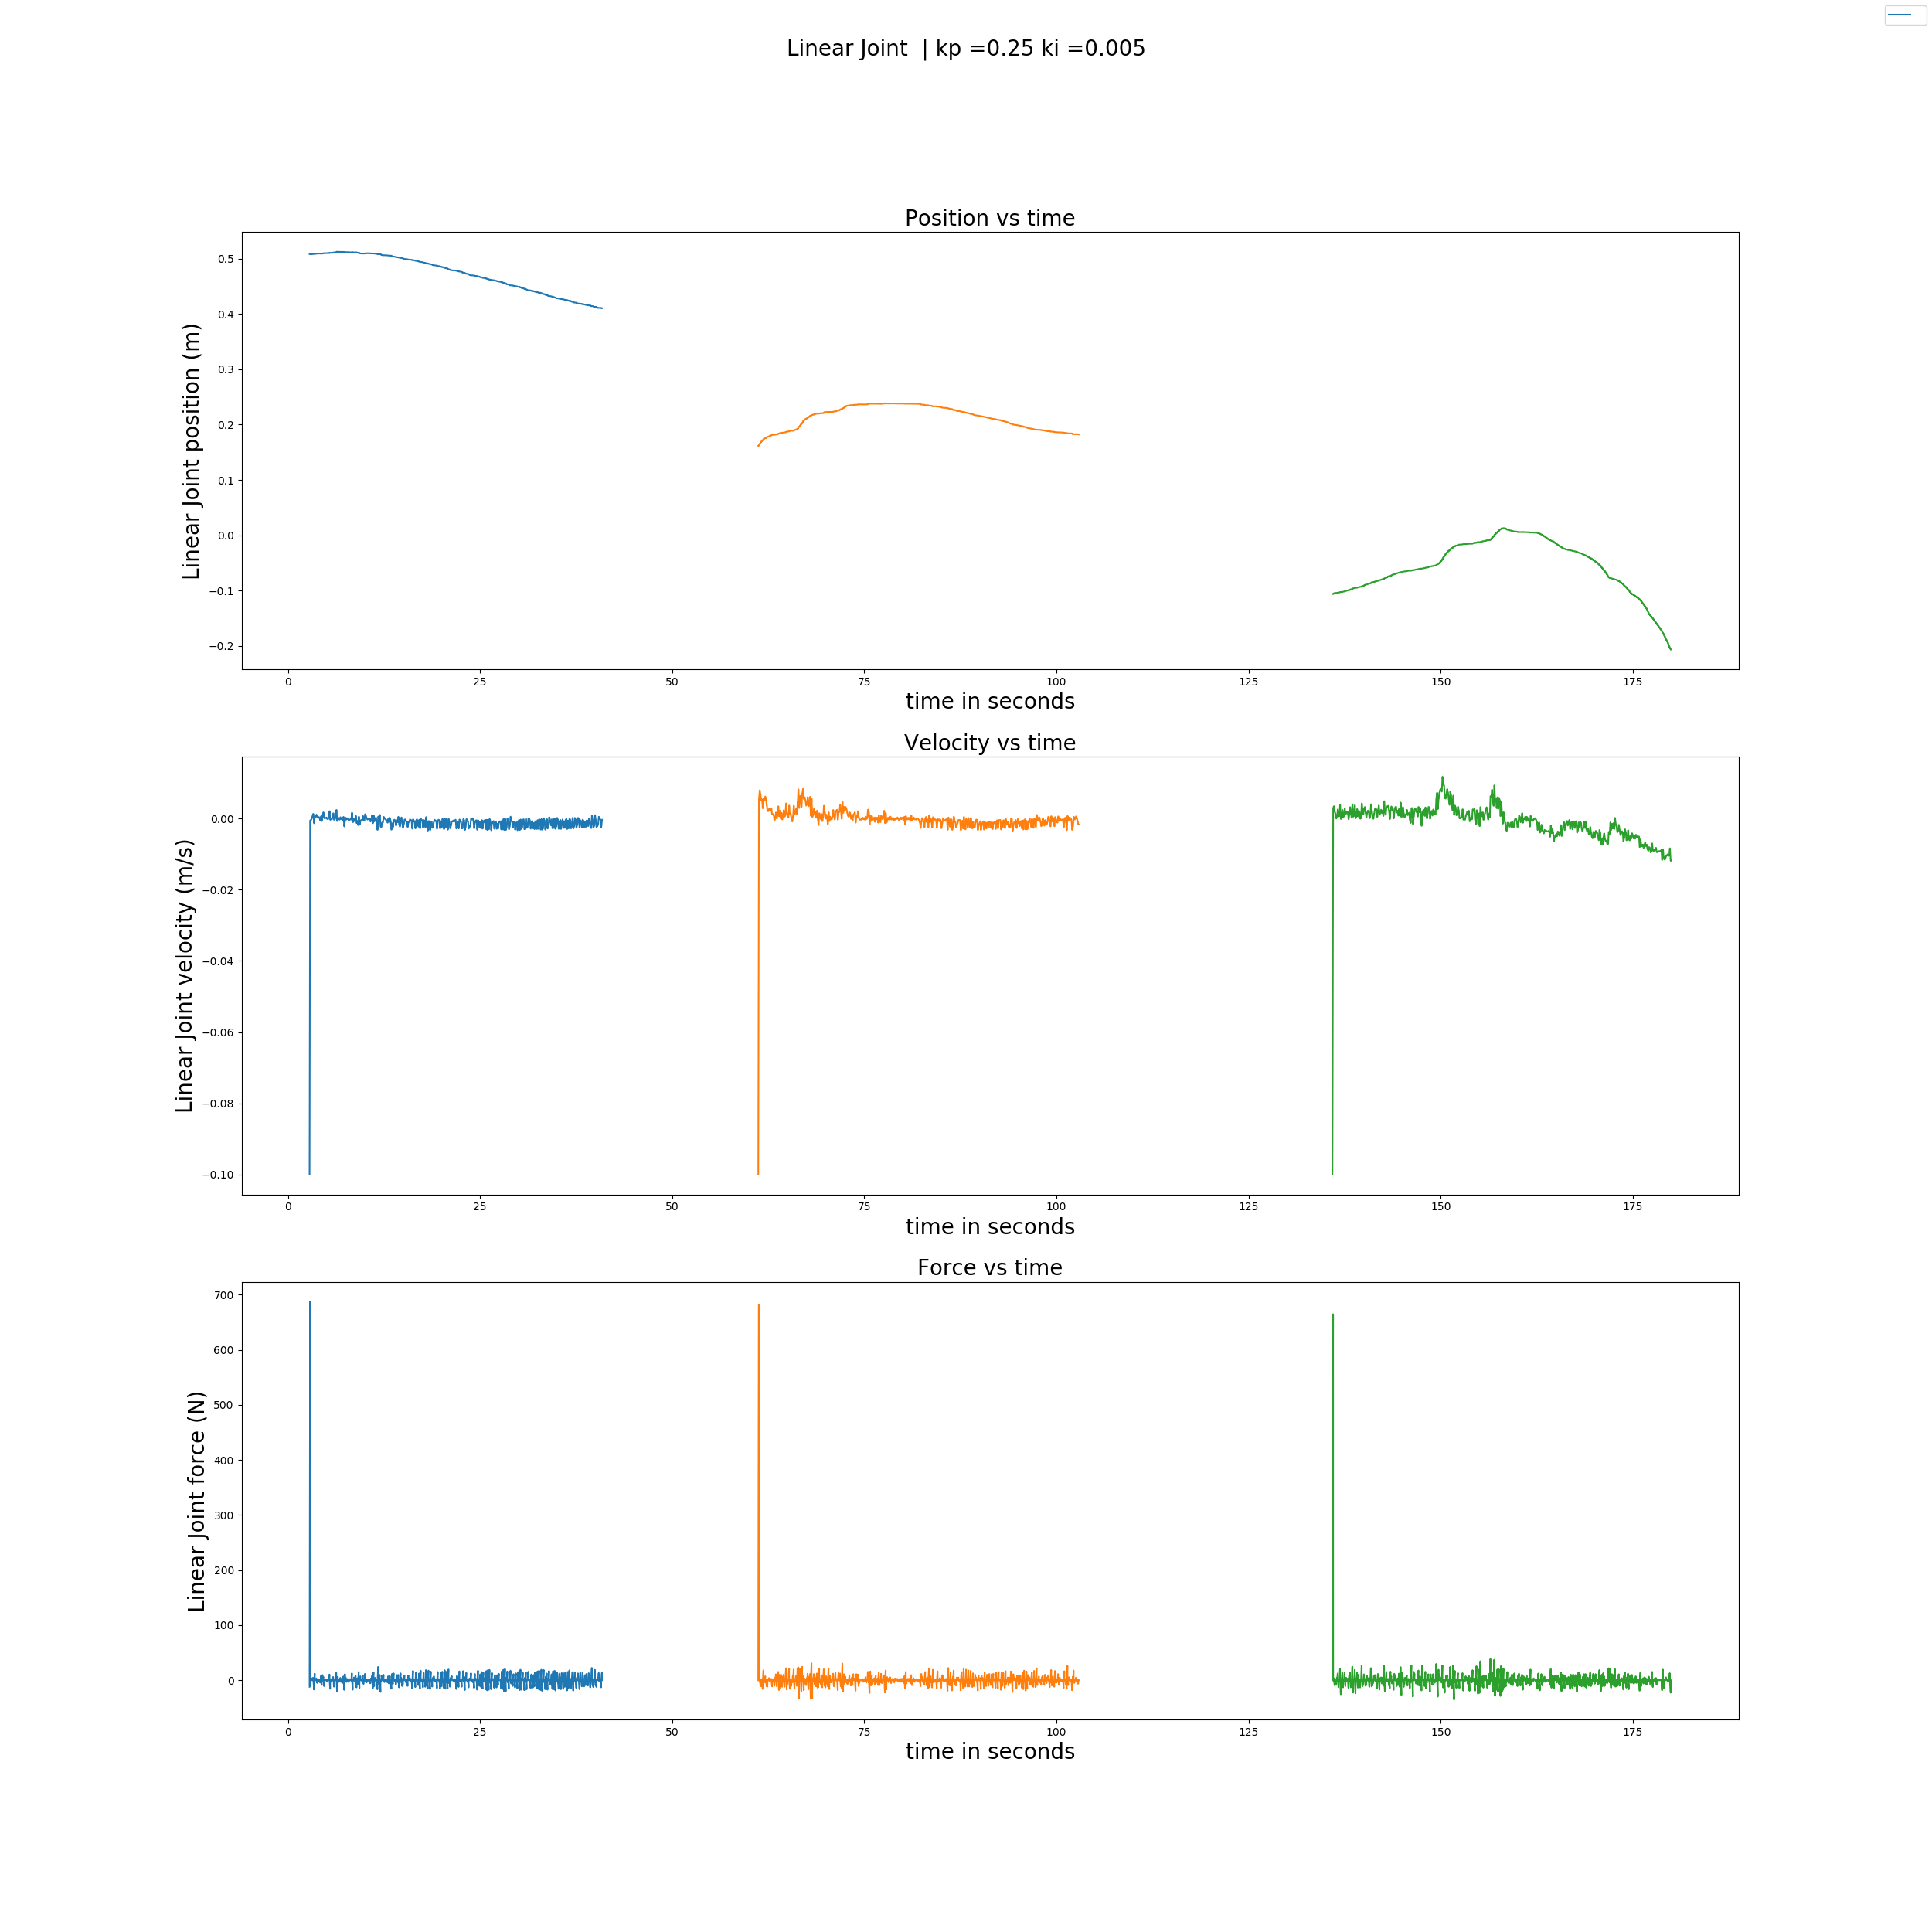 Linear Joint | kp =0.25 ki =0.005
Position vs time
Linear Joint position (m)
0.5
0.4
0.3
0.2
0.1
0.0
−0.1
−0.2
0 25 50 75 100 125 150 175
time in seconds
Velocity vs time
Linear Joint velocity (m/s)
0.00
−0.02
−0.04
−0.06
−0.08
−0.10
0 25 50 75 100 125 150 175
time in seconds
Force vs time
Linear Joint force (N)
700
600
500
400
300
200
100
0
0 25 50 75 100 125 150 175
time in seconds